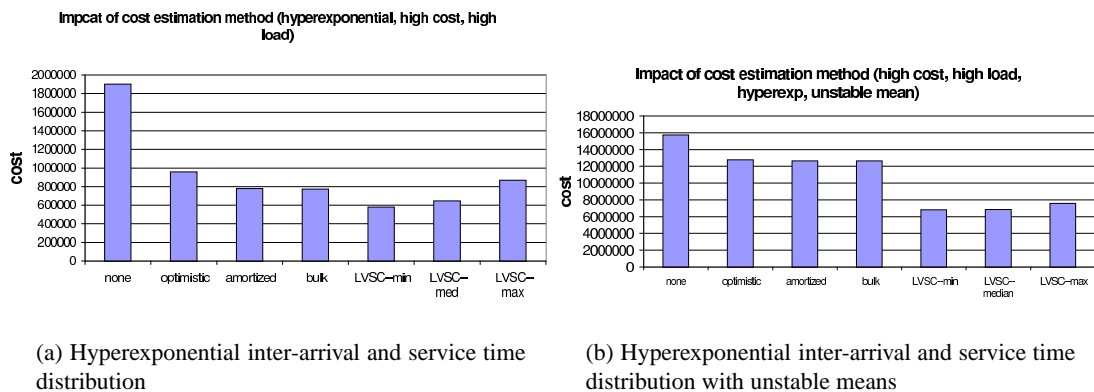 Impcat of cost estimation method (hyperexponential, high cost, high
load)
2000000
1800000
1600000
1400000
1200000
1000000
800000
600000
400000
200000
0
cost
none
optimistic
amortized
bulk
LVSC--min
LVSC--
med
LVSC--
max
(a) Hyperexponential inter-arrival and service time
distribution
Impact of cost estimation method (high cost, high load,
hyperexp, unstable mean)
18000000
16000000
14000000
12000000
10000000
8000000
6000000
4000000
2000000
0
cost
none
optimistic
amortized
bulk
LVSC--min
LVSC--
median
LVSC--max
(b) Hyperexponential inter-arrival and service time
distribution with unstable means